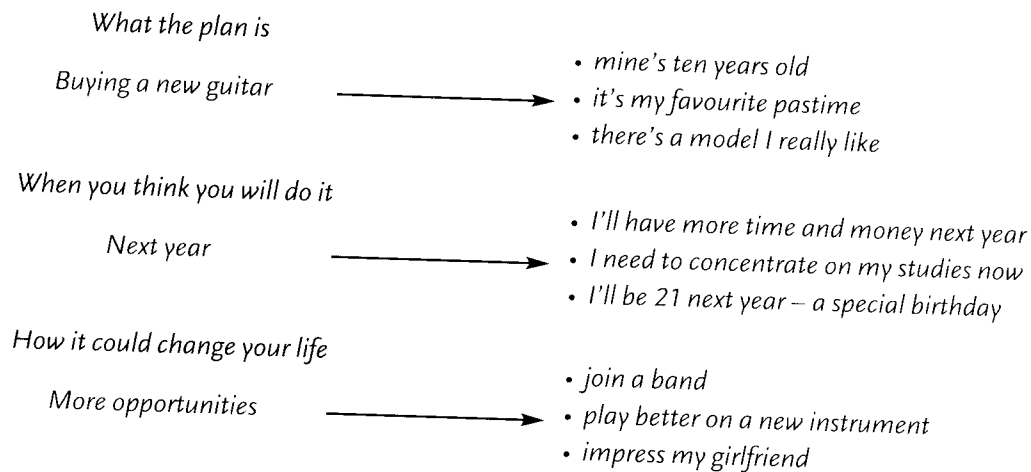 What the plan is
Buying a new guitar
• mine's ten years old
• it's my favourite pastime
• there's a model I really like
When you think you will do it
Next year
• I'll have more time and money next year
• I need to concentrate on my studies now
• I'll be 21 next year – a special birthday
How it could change your life
More opportunities
• join a band
• play better on a new instrument
• impress my girlfriend